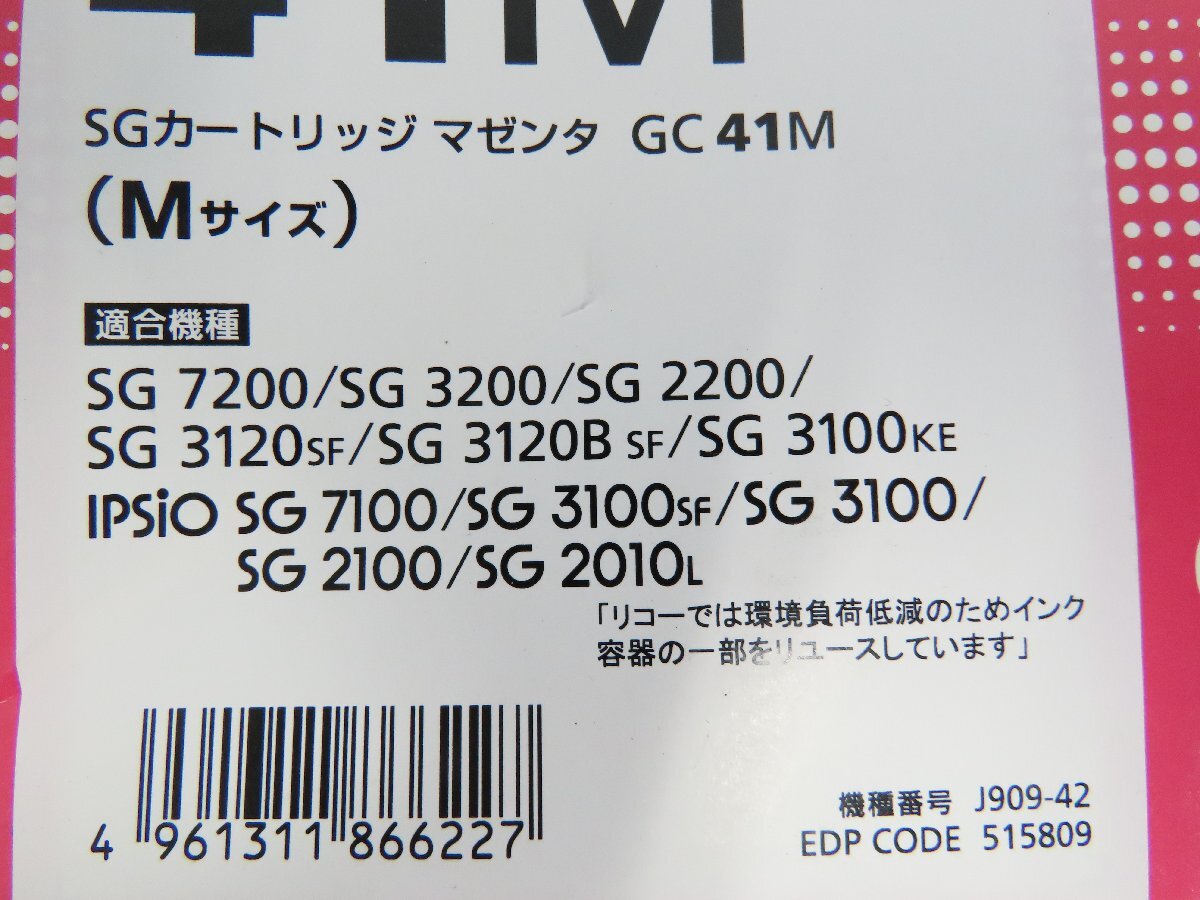 41M
SGカートリッジ マゼンタ GC 41M
(Mサイズ)
適合機種
SG 7200/SG 3200/SG 2200/
SG 3120SF/SG 3120B SF/SG 3100KE
IPSiO SG 7100/SG 3100SF/SG 3100/
SG 2100/SG 2010L
「リコーでは環境負荷低減のためインク
容器の一部をリユースしています」
4 961311 866227
機種番号 J909-42
EDP CODE 515809